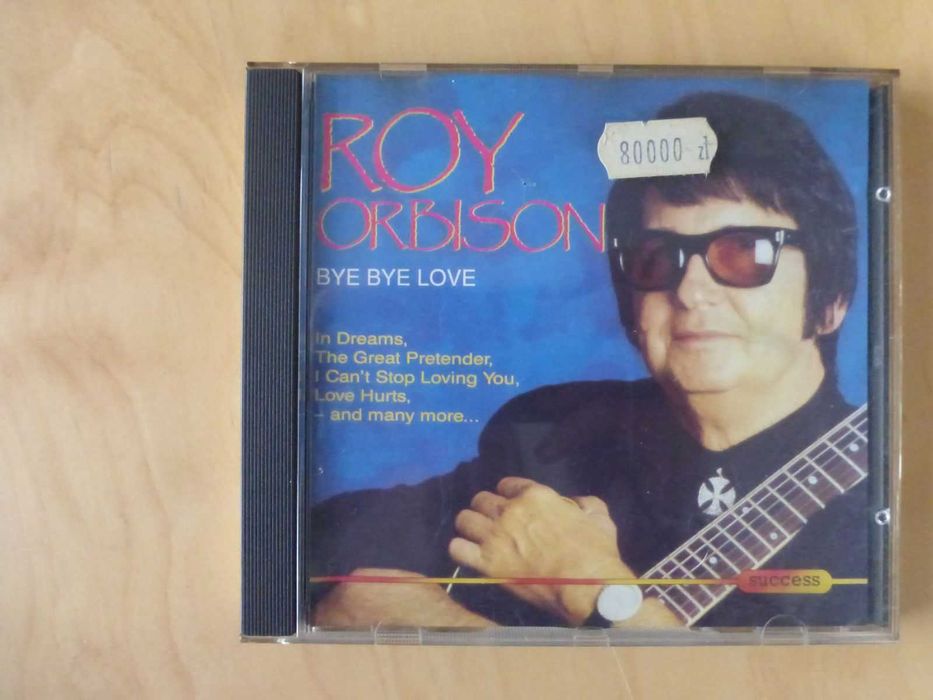 ROY
ORBISON
80000 zł
BYE BYE LOVE
In Dreams,
The Great Pretender,
I Can't Stop Loving You,
Love Hurts,
– and many more...
success